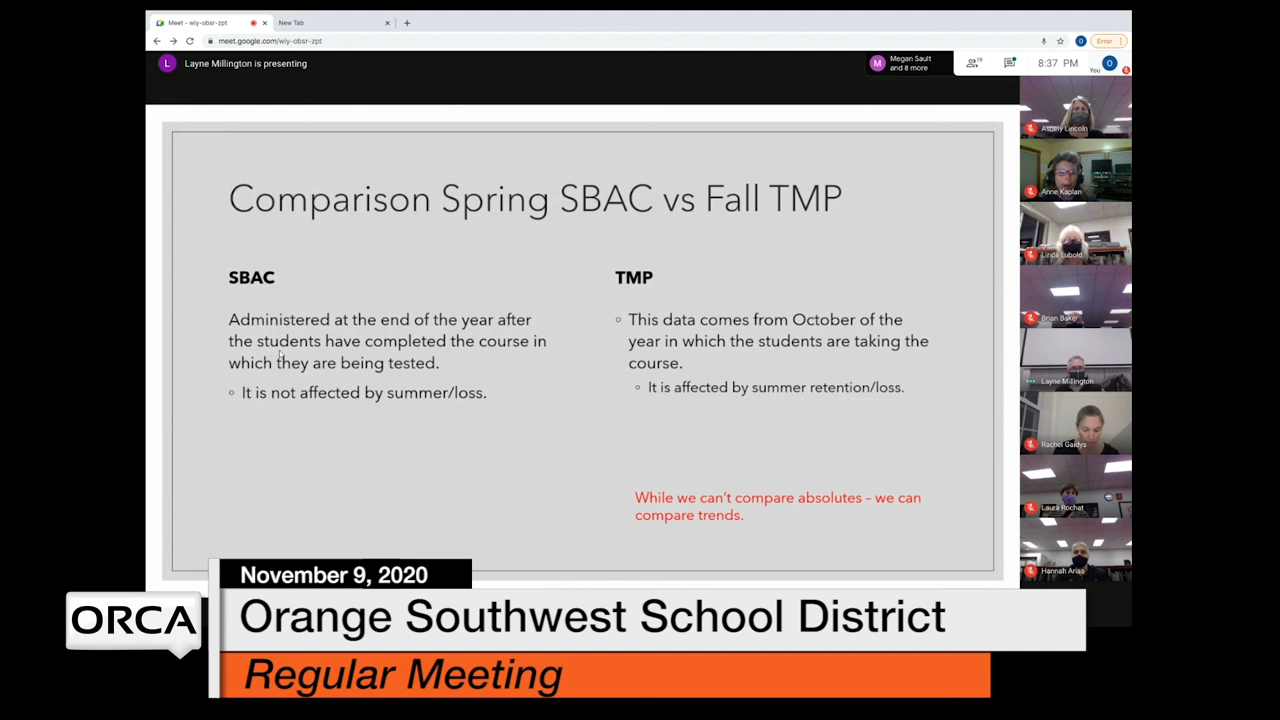 Meet - wiy-obsr-zpt
New Tab
meet.google.com/wiy-obsr-zpt
O
Error
L
Layne Millington is presenting
M
Megan Sault
and 8 more
19
8:37 PM
You
O
Comparison Spring SBAC vs Fall TMP
SBAC
Administered at the end of the year after
the students have completed the course in
which they are being tested.
It is not affected by summer/loss.
TMP
This data comes from October of the
year in which the students are taking the
course.
It is affected by summer retention/loss.
While we can't compare absolutes – we can
compare trends.
Lincoln
Anne Kaplan
Linda Lubold
Brian Baker
Layne Millington
Rachel Gaidys
Laura Rochat
Hannah Arias
November 9, 2020
ORCA
Orange Southwest School District
Regular Meeting